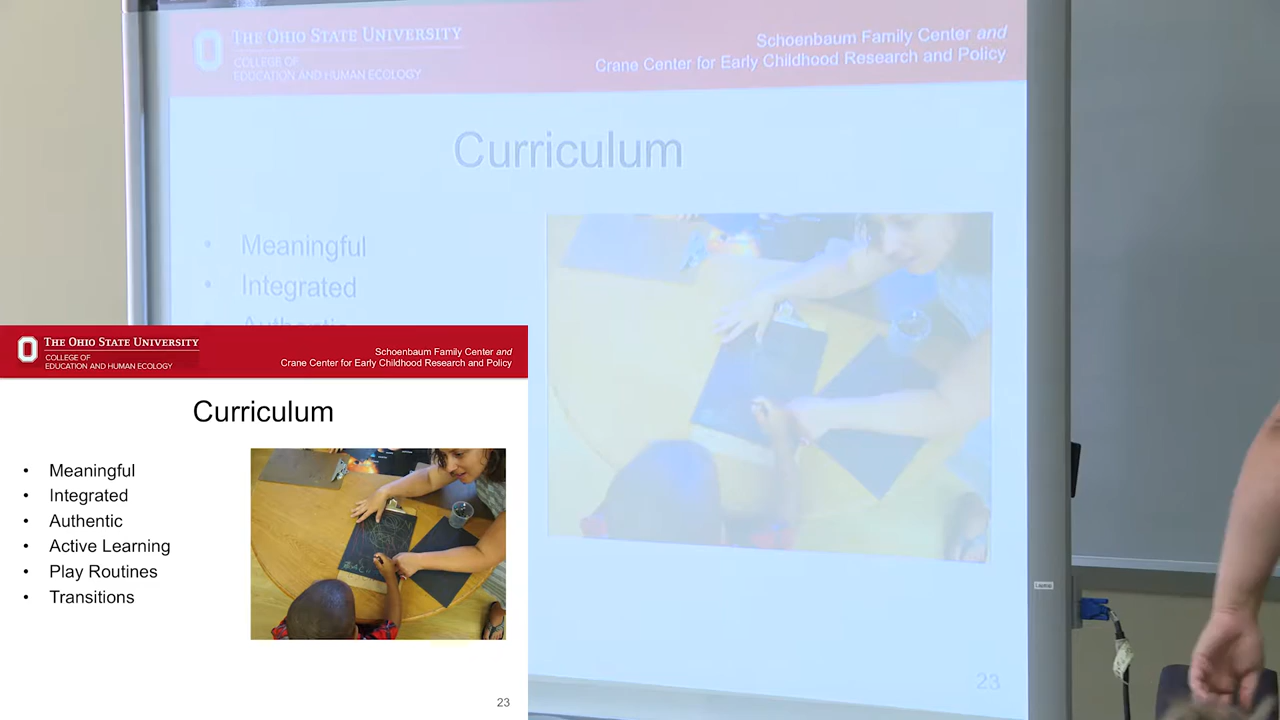 THE OHIO STATE UNIVERSITY
COLLEGE OF
EDUCATION AND HUMAN ECOLOGY
Schoenbaum Family Center and
Crane Center for Early Childhood Research and Policy
Curriculum
• Meaningful
• Integrated
• Authentic
23
THE OHIO STATE UNIVERSITY
COLLEGE OF
EDUCATION AND HUMAN ECOLOGY
Schoenbaum Family Center and
Crane Center for Early Childhood Research and Policy
Curriculum
• Meaningful
• Integrated
• Authentic
• Active Learning
• Play Routines
• Transitions
23